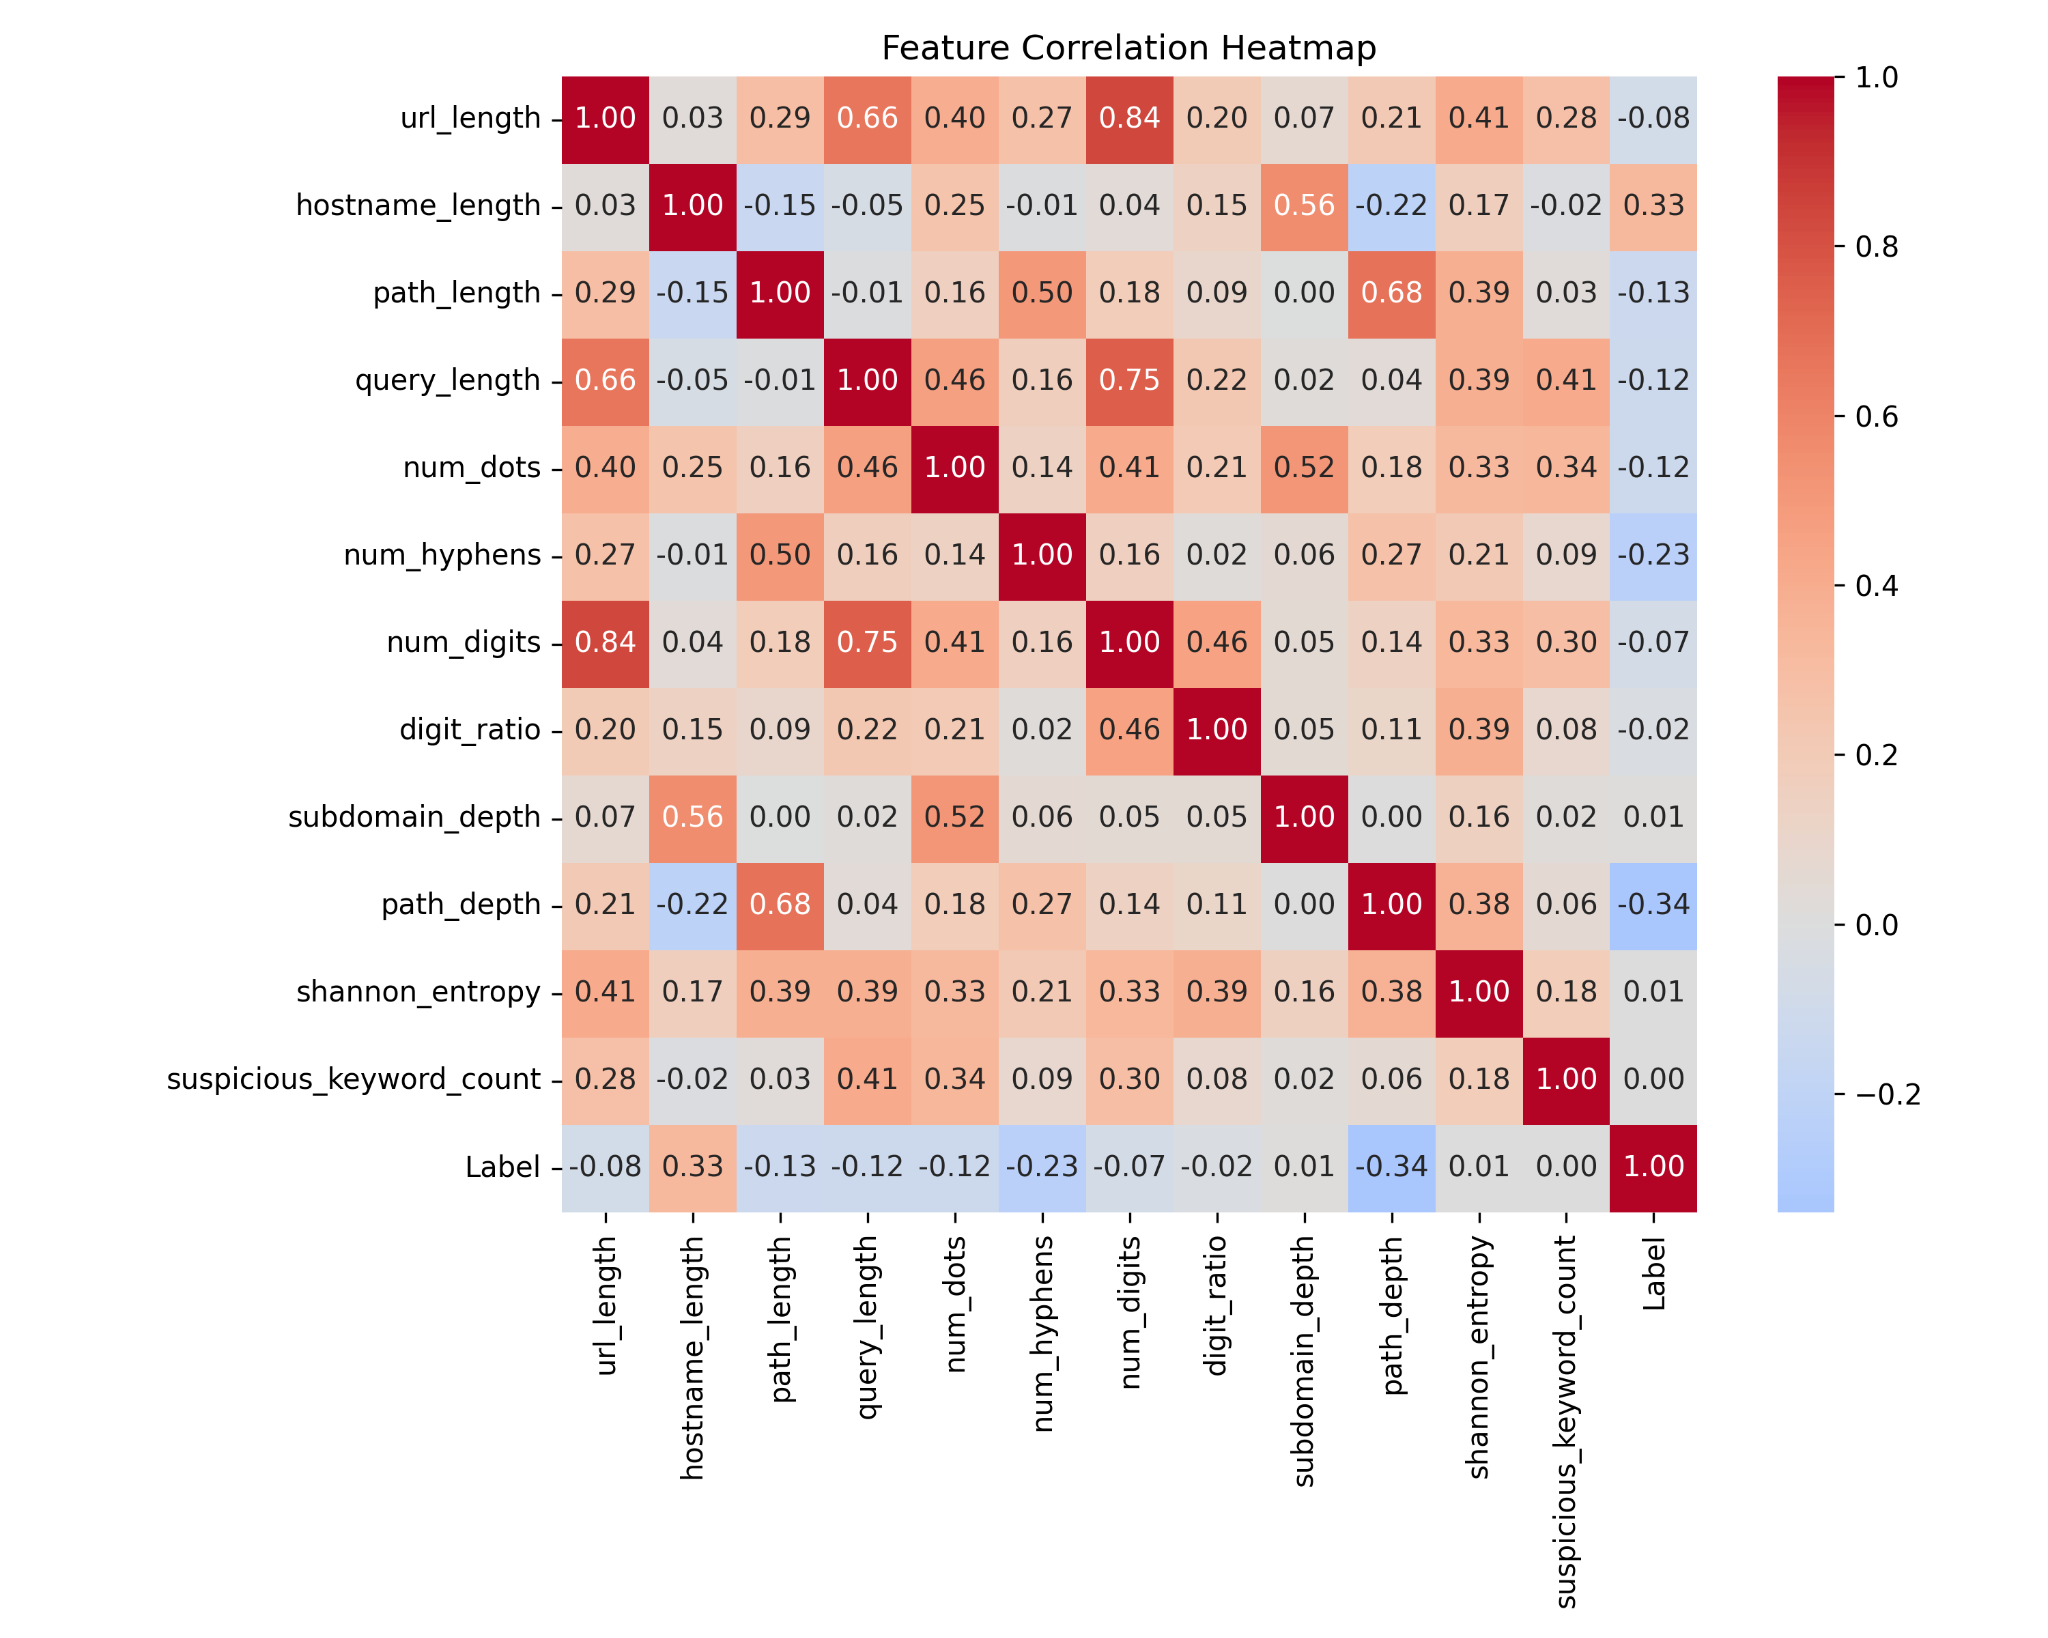 Feature Correlation Heatmap
url_length 1.00 0.03 0.29 0.66 0.40 0.27 0.84 0.20 0.07 0.21 0.41 0.28 -0.08
hostname_length 0.03 1.00 -0.15 -0.05 0.25 -0.01 0.04 0.15 0.56 -0.22 0.17 -0.02 0.33
path_length 0.29 -0.15 1.00 -0.01 0.16 0.50 0.18 0.09 0.00 0.68 0.39 0.03 -0.13
query_length 0.66 -0.05 -0.01 1.00 0.46 0.16 0.75 0.22 0.02 0.04 0.39 0.41 -0.12
num_dots 0.40 0.25 0.16 0.46 1.00 0.14 0.41 0.21 0.52 0.18 0.33 0.34 -0.12
num_hyphens 0.27 -0.01 0.50 0.16 0.14 1.00 0.16 0.02 0.06 0.27 0.21 0.09 -0.23
num_digits 0.84 0.04 0.18 0.75 0.41 0.16 1.00 0.46 0.05 0.14 0.33 0.30 -0.07
digit_ratio 0.20 0.15 0.09 0.22 0.21 0.02 0.46 1.00 0.05 0.11 0.39 0.08 -0.02
subdomain_depth 0.07 0.56 0.00 0.02 0.52 0.06 0.05 0.05 1.00 0.00 0.16 0.02 0.01
path_depth 0.21 -0.22 0.68 0.04 0.18 0.27 0.14 0.11 0.00 1.00 0.38 0.06 -0.34
shannon_entropy 0.41 0.17 0.39 0.39 0.33 0.21 0.33 0.39 0.16 0.38 1.00 0.18 0.01
suspicious_keyword_count 0.28 -0.02 0.03 0.41 0.34 0.09 0.30 0.08 0.02 0.06 0.18 1.00 0.00
Label -0.08 0.33 -0.13 -0.12 -0.12 -0.23 -0.07 -0.02 0.01 -0.34 0.01 0.00 1.00
url_length
hostname_length
path_length
query_length
num_dots
num_hyphens
num_digits
digit_ratio
subdomain_depth
path_depth
shannon_entropy
suspicious_keyword_count
Label
1.0
0.8
0.6
0.4
0.2
0.0
−0.2